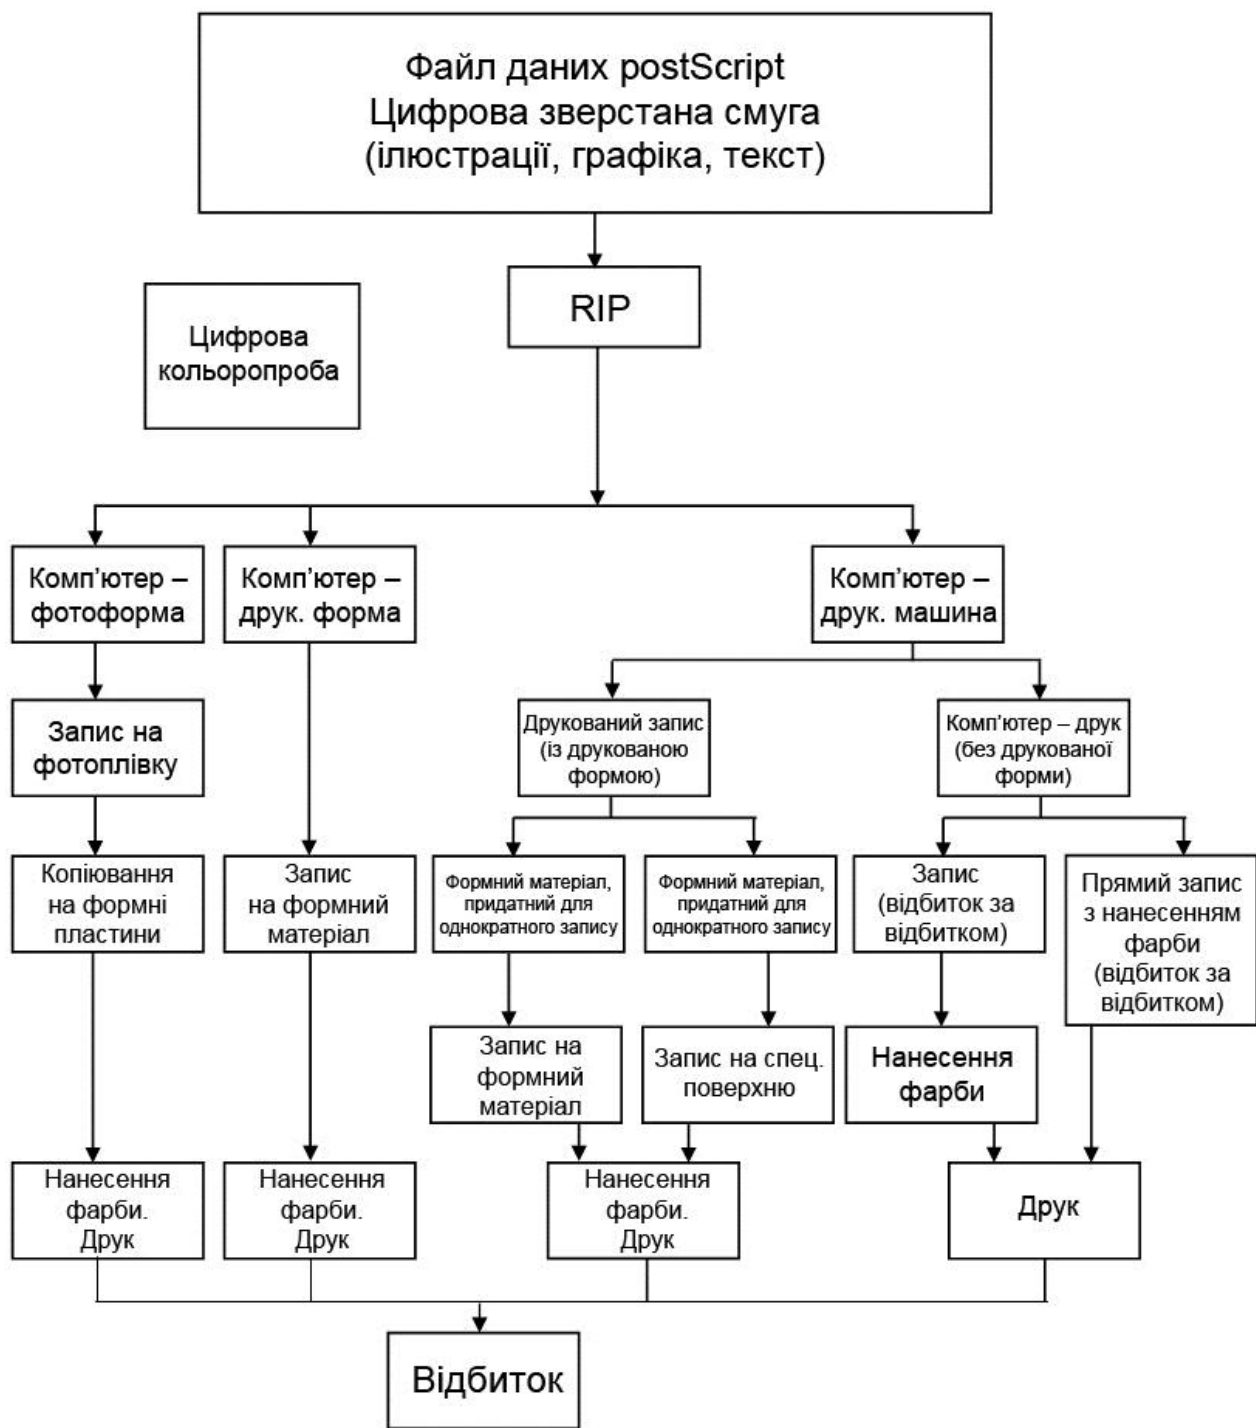 Файл даних postScript
Цифрова зверстана смуга
(ілюстрації, графіка, текст)
RIP
Цифрова
кольоропроба
Комп’ютер –
фотоформа
Комп’ютер –
друк. форма
Комп’ютер –
друк. машина
Запис на
фотоплівку
Друкований запис
(із друкованою
формою)
Комп’ютер – друк
(без друкованої
форми)
Копіювання
на формні
пластини
Запис
на формний
матеріал
Формний матеріал,
придатний для
однократного запису
Формний матеріал,
придатний для
однократного запису
Запис
(відбиток за
відбитком)
Прямий запис
з нанесенням
фарби
(відбиток за
відбитком)
Запис на
формний
матеріал
Запис на спец.
поверхню
Нанесення
фарби
Нанесення
фарби.
Друк
Нанесення
фарби.
Друк
Нанесення
фарби.
Друк
Друк
Відбиток